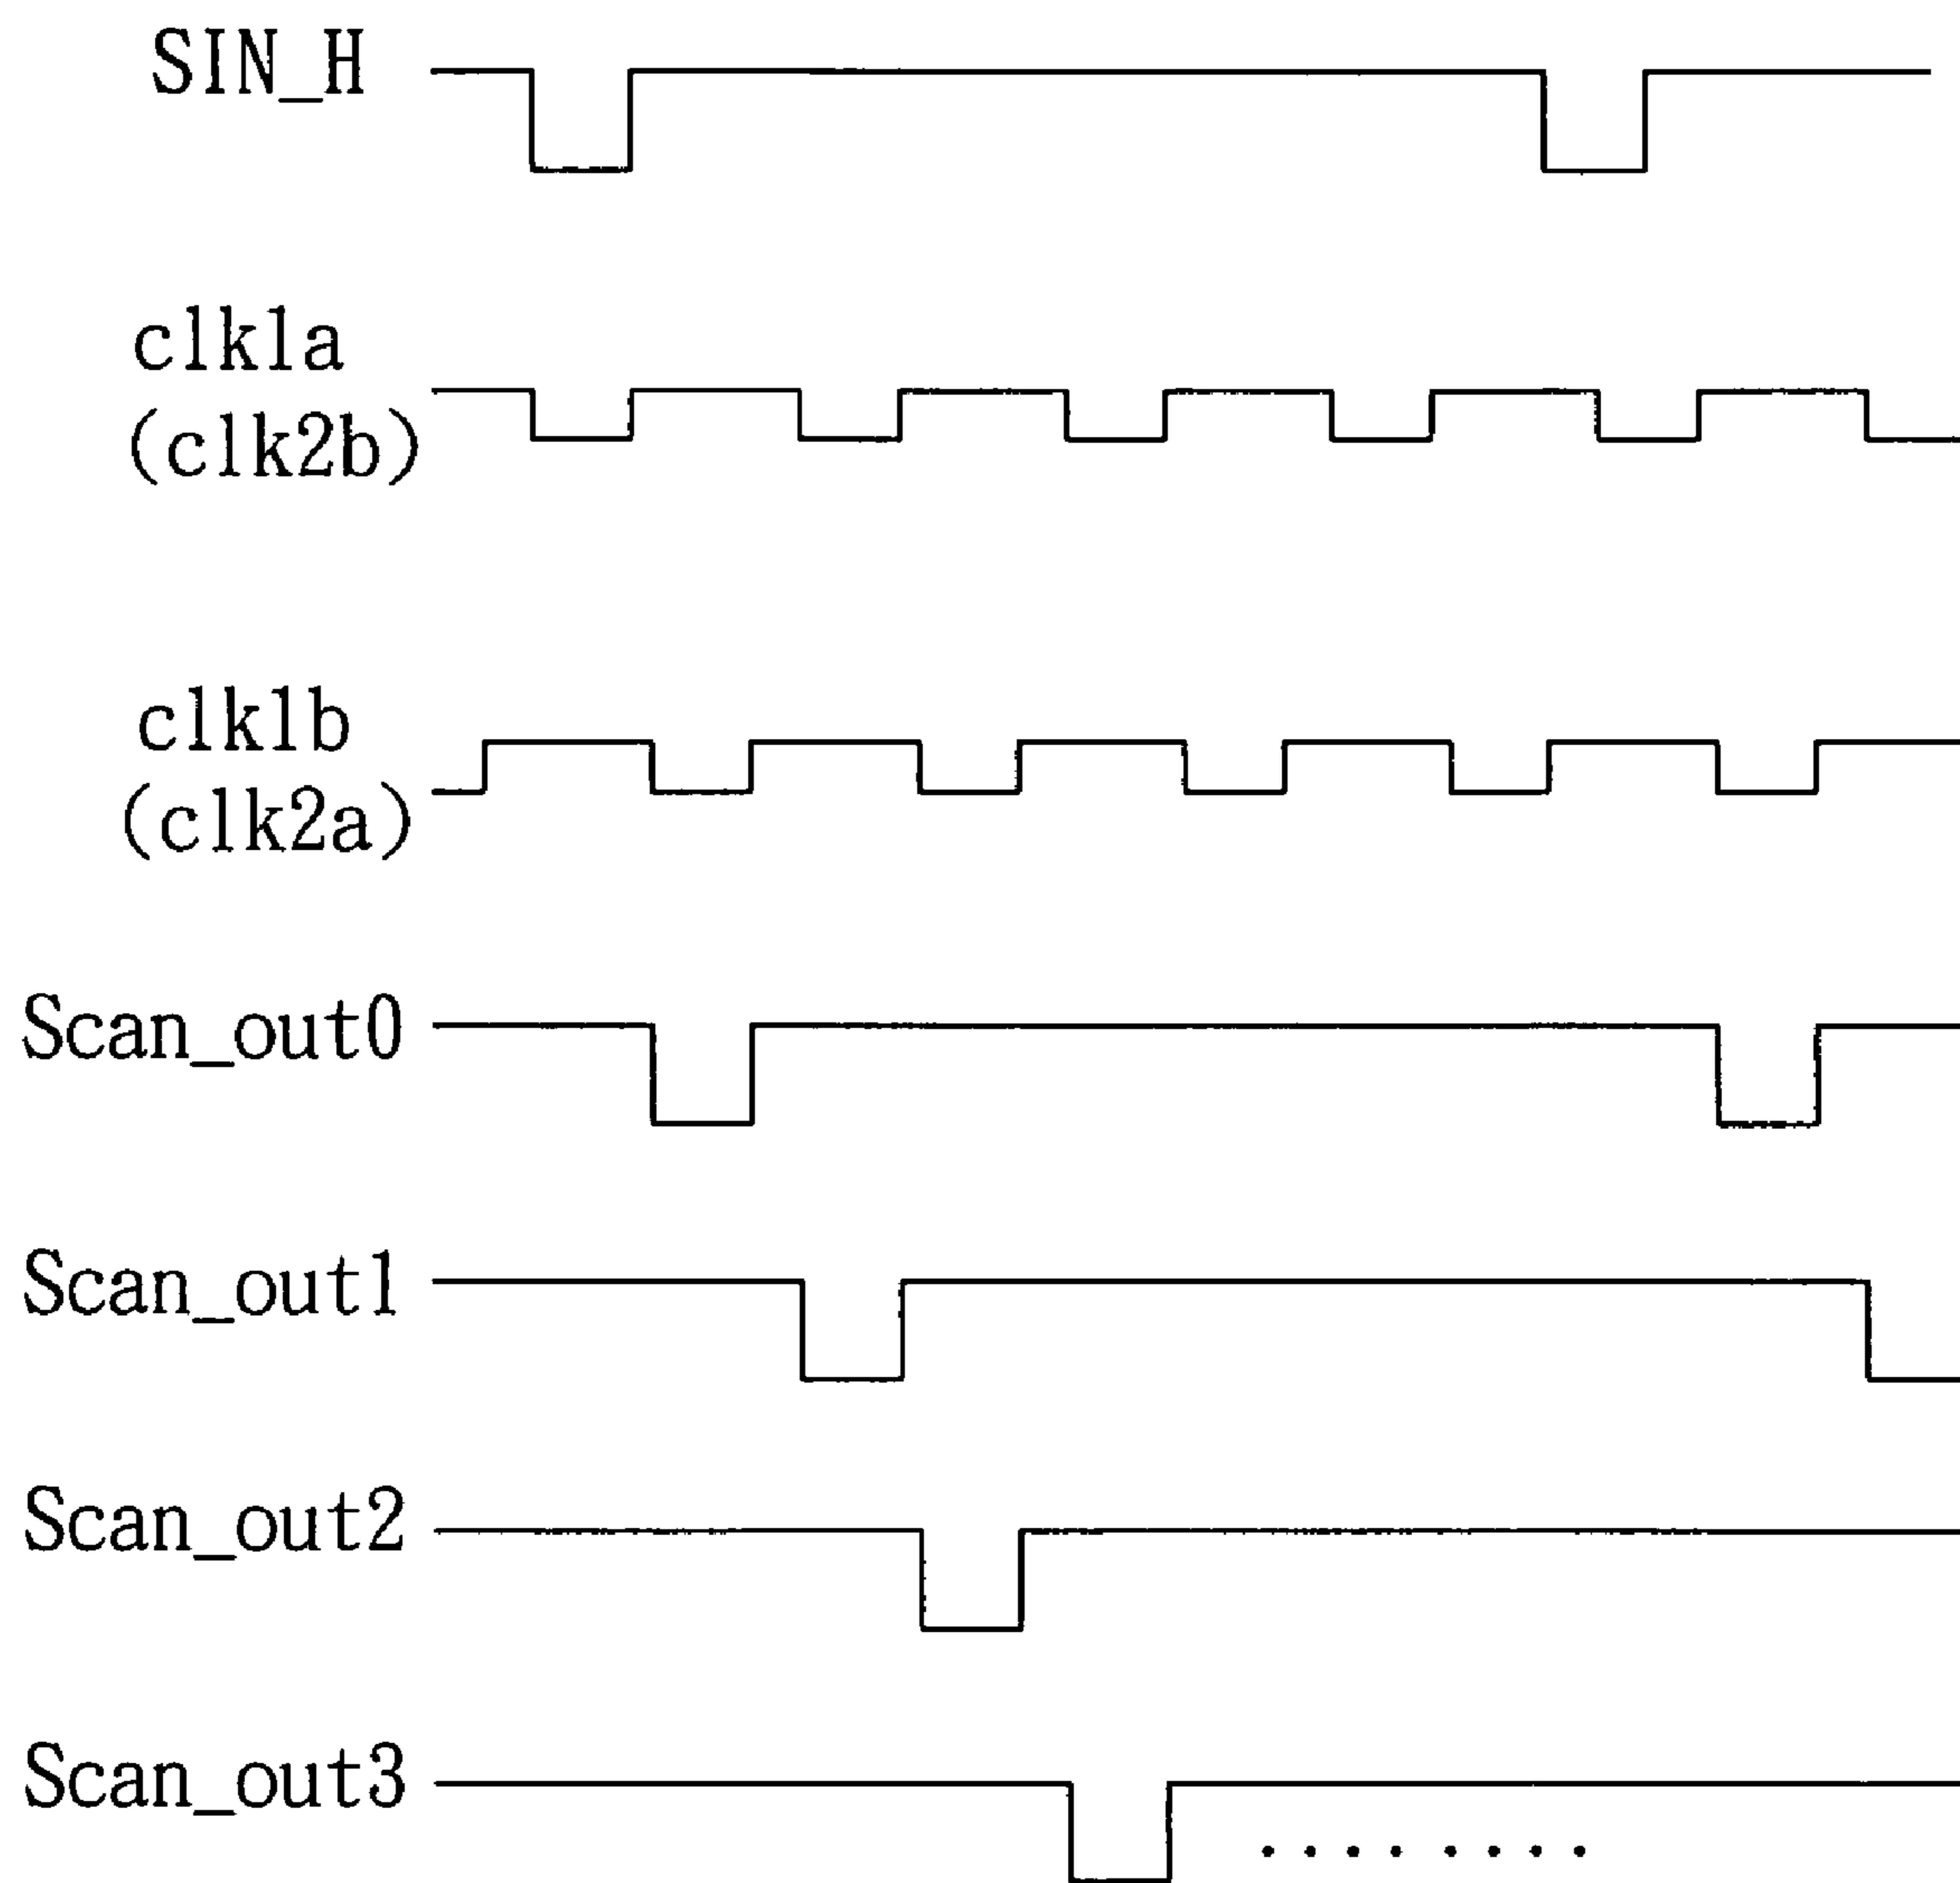 SIN_H
clk1a
(clk2b)
clk1b
(clk2a)
Scan_out0
Scan_out1
Scan_out2
Scan_out3
. . . . . . . .